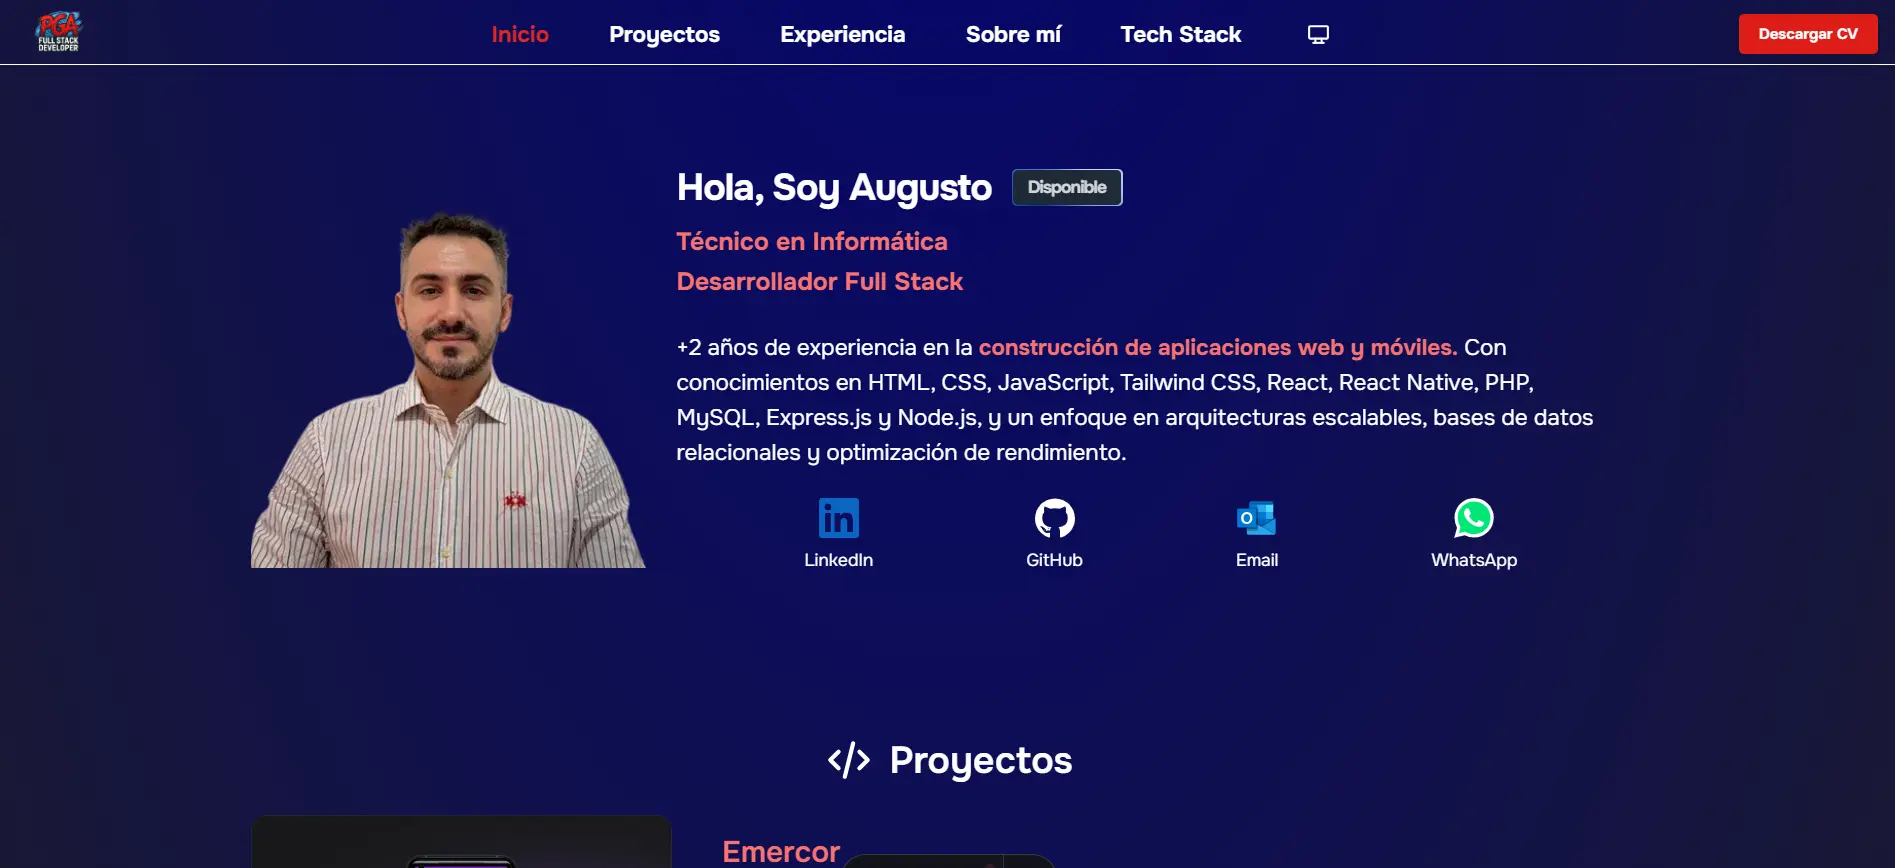 PGA
FULL STACK
DEVELOPER
Inicio
Proyectos
Experiencia
Sobre mí
Tech Stack
Descargar CV
Hola, Soy Augusto
Disponible
Técnico en Informática
Desarrollador Full Stack
+2 años de experiencia en la construcción de aplicaciones web y móviles. Con
conocimientos en HTML, CSS, JavaScript, Tailwind CSS, React, React Native, PHP,
MySQL, Express.js y Node.js, y un enfoque en arquitecturas escalables, bases de datos
relacionales y optimización de rendimiento.
LinkedIn
GitHub
Email
WhatsApp
</> Proyectos
Emercor